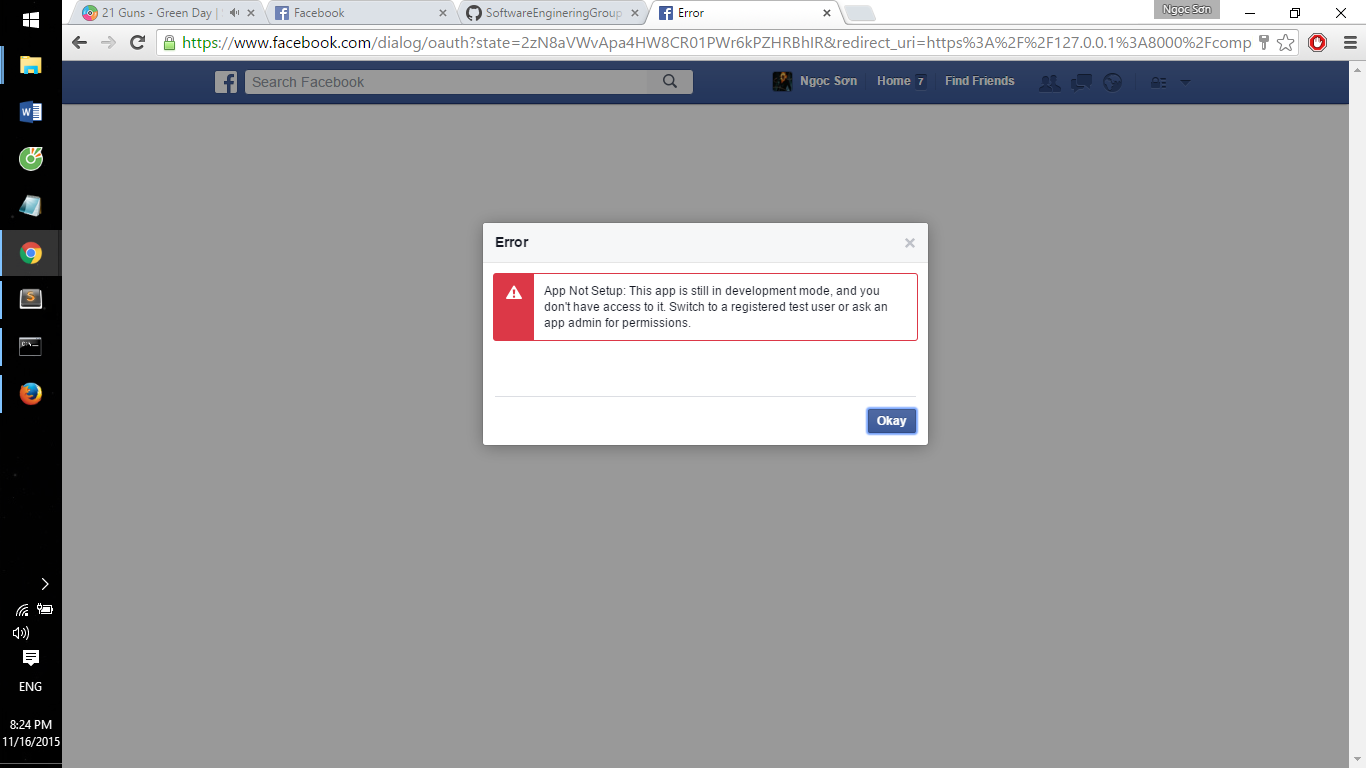 21 Guns - Green Day |
Facebook
SoftwareEngineringGroup
Error
Ngọc Sơn
https://www.facebook.com/dialog/oauth?state=2zN8aVWvApa4HW8CR01PWr6kPZHRBhIR&redirect_uri=https%3A%2F%2F127.0.0.1%3A8000%2Fcomp
Search Facebook
Ngọc Sơn
Home 7
Find Friends
Error
App Not Setup: This app is still in development mode, and you
don't have access to it. Switch to a registered test user or ask an
app admin for permissions.
Okay
ENG
8:24 PM
11/16/2015